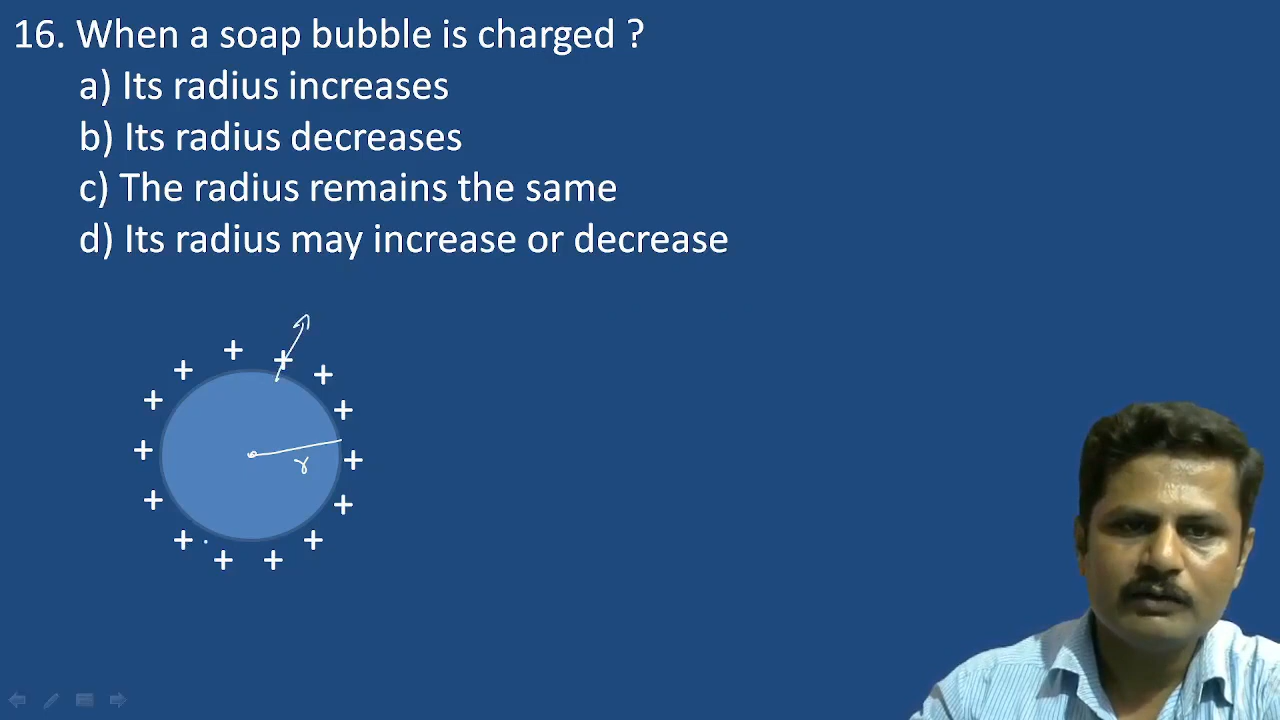 16. When a soap bubble is charged ?
a) Its radius increases
b) Its radius decreases
c) The radius remains the same
d) Its radius may increase or decrease
+ + + +
+ +
+ +
+ +
+ +
+ +
r